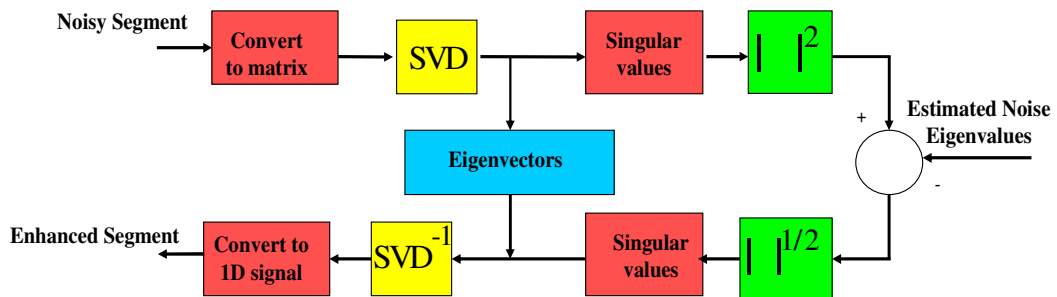 Noisy Segment
Convert
to matrix
SVD
Singular
values
| |2
+
Estimated Noise
Eigenvalues
-
Eigenvectors
Enhanced Segment
Convert to
1D signal
SVD-1
Singular
values
| |1/2